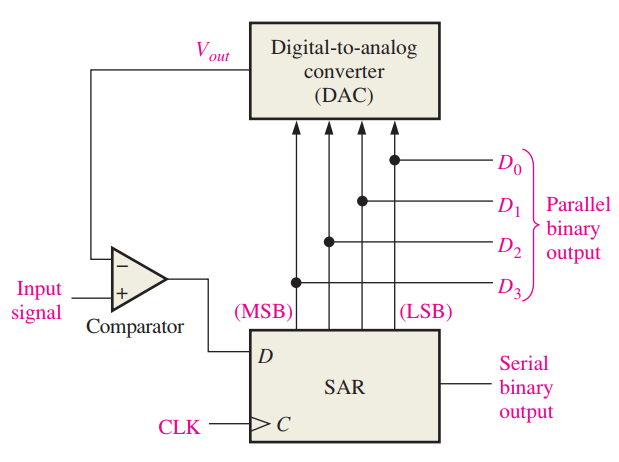 V out
Digital-to-analog
converter
(DAC)
D0
D1
D2
D3
Parallel
binary
output
−
+
Input
signal
Comparator
(MSB)
(LSB)
D
SAR
CLK
C
Serial
binary
output